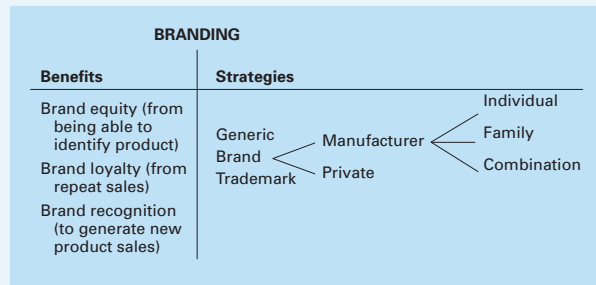 BRANDING
Benefits
Strategies
Brand equity (from
being able to
identify product)
Brand loyalty (from
repeat sales)
Brand recognition
(to generate new
product sales)
Generic
Brand
Trademark
Manufacturer
Private
Individual
Family
Combination